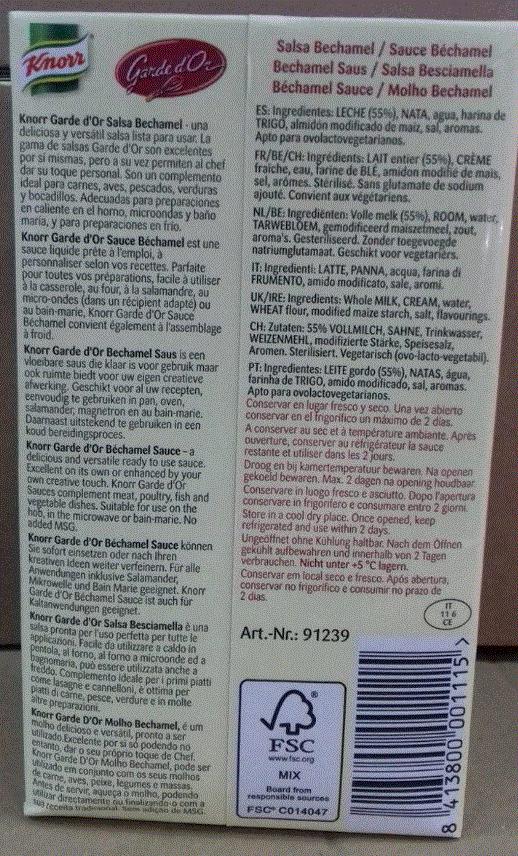 Knorr
Garde d'Or
Knorr Garde d'Or Salsa Bechamel - una
deliciosa y versátil salsa lista para usar. La
gama de salsas Garde d'Or son excelentes
por sí mismas, pero a su vez permiten al chef
dar su toque personal. Son un complemento
ideal para carnes, aves, pescados, verduras
y bocadillos. Adecuadas para preparaciones
en caliente en el horno, microondas y baño
maría, y para preparaciones en frío.
Knorr Garde d'Or Sauce Béchamel est une
sauce liquide prête à l'emploi, à
personnaliser selon vos recettes. Parfaite
pour toutes vos préparations, facile à utiliser
à la casserole, au four, à la salamandre, au
micro-ondes (dans un récipient adapté) ou
au bain-marie, Knorr Garde d'Or Sauce
Béchamel convient également à l'assemblage
à froid.
Knorr Garde d'Or Bechamel Saus is een
vloeibare saus die klaar is voor gebruik maar
ook ruimte biedt voor uw eigen creatieve
afwerking. Geschikt voor al uw recepten,
eenvoudig te gebruiken in pan, oven,
salamander, magnetron en au bain-marie.
Daarnaast uitstekend te gebruiken in een
koud bereidingsproces.
Knorr Garde d'Or Béchamel Sauce – a
delicious and versatile ready to use sauce.
Excellent on its own or enhanced by your
own creative touch. Knorr Garde d'Or
Sauces complement meat, poultry, fish and
vegetable dishes. Suitable for use on the
hob, in the microwave or bain-marie. No
added MSG.
Knorr Garde d'Or Béchamel Sauce können
Sie sofort einsetzen oder nach Ihren
kreativen Ideen weiter verfeinern. Für alle
Anwendungen inklusive Salamander,
Mikrowelle und Bain Marie geeignet. Knorr
Garde d'Or Béchamel Sauce ist auch für
Kaltanwendungen geeignet.
Knorr Garde d'Or Salsa Besciamella è una
salsa pronta per l'uso perfetta per tutte le
applicazioni. Facile da utilizzare a caldo in
pentola, al forno, al forno a microonde ed a
bagnomaria, può essere utilizzata anche a
freddo. Complemento ideale per i primi piatti
come lasagne e cannelloni, è ottima per
piatti di carne, pesce, verdure e in molte
altre preparazioni.
Knorr Garde D'Or Molho Bechamel, é um
molho delicioso e versátil, pronto a ser
utilizado. Excelente por si só podendo no
entanto, dar o seu próprio toque de Chef.
Knorr Garde D'Or Molho Bechamel, pode ser
utilizado em conjunto com os seus molhos
de carne, aves, peixe, legumes e massas.
Antes de servir, aqueça o molho, podendo
utilizar directamente ou finalizando-o com a
sua receita tradicional. Sem adição de MSG.
Salsa Bechamel / Sauce Béchamel
Bechamel Saus / Salsa Besciamella
Béchamel Sauce / Molho Bechamel
ES: Ingredientes: LECHE (55%), NATA, agua, harina de
TRIGO, almidón modificado de maíz, sal, aromas.
Apto para ovolactovegetarianos.
FR/BE/CH: Ingrédients: LAIT entier (55%), CRÈME
fraîche, eau, farine de BLÉ, amidon modifié de maïs,
sel, arômes. Stérilisé. Sans glutamate de sodium
ajouté. Convient aux végétariens.
NL/BE: Ingrediënten: Volle melk (55%), ROOM, water,
TARWEBLOEM, gemodificeerd maïszetmeel, zout,
aroma's. Gesteriliseerd. Zonder toegevoegde
natriumglutamaat. Geschikt voor vegetariërs.
IT: Ingredienti: LATTE, PANNA, acqua, farina di
FRUMENTO, amido modificato, sale, aromi.
UK/IRE: Ingredients: Whole MILK, CREAM, water,
WHEAT flour, modified maize starch, salt, flavourings.
CH: Zutaten: 55% VOLLMILCH, SAHNE, Trinkwasser,
WEIZENMEHL, modifizierte Stärke, Speisesalz,
Aromen. Sterilisiert. Vegetarisch (ovo-lacto-vegetabil).
PT: Ingredientes: LEITE gordo (55%), NATAS, água,
farinha de TRIGO, amido modificado, sal, aromas.
Apto para ovolactovegetarianos.
Conservar en lugar fresco y seco. Una vez abierto
conservar en el frigorífico un máximo de 2 días.
A conserver au sec et à température ambiante. Après
ouverture, conserver au réfrigérateur la sauce
restante et utiliser dans les 2 jours.
Droog en bij kamertemperatuur bewaren. Na openen
gekoeld bewaren. Max. 2 dagen na opening houdbaar.
Conservare in luogo fresco e asciutto. Dopo l'apertura
conservare in frigorifero e consumare entro 2 giorni.
Store in a cool dry place. Once opened, keep
refrigerated and use within 2 days.
Ungeöffnet ohne Kühlung haltbar. Nach dem Öffnen
gekühlt aufbewahren und innerhalb von 2 Tagen
verbrauchen. Nicht unter +5 °C lagern.
Conservar em local seco e fresco. Após abertura,
conservar no frigorífico e consumir no prazo de
2 dias.
IT
11 6
CE
Art.-Nr.: 91239
FSC
www.fsc.org
MIX
Board from
responsible sources
FSC® C014047
8 413800 001115 >